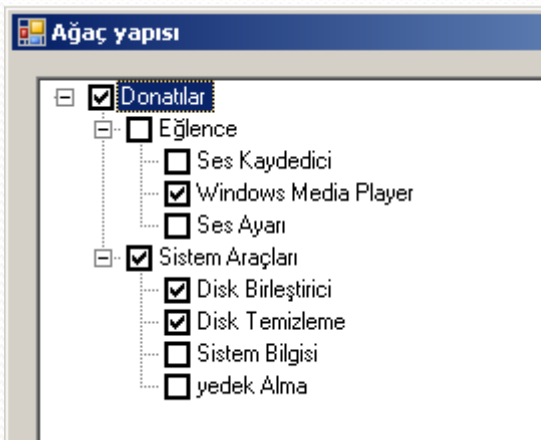 Ağaç yapısı
Donatılar
Eğlence
Ses Kaydedici
Windows Media Player
Ses Ayarı
Sistem Araçları
Disk Birleştirici
Disk Temizleme
Sistem Bilgisi
yedek Alma